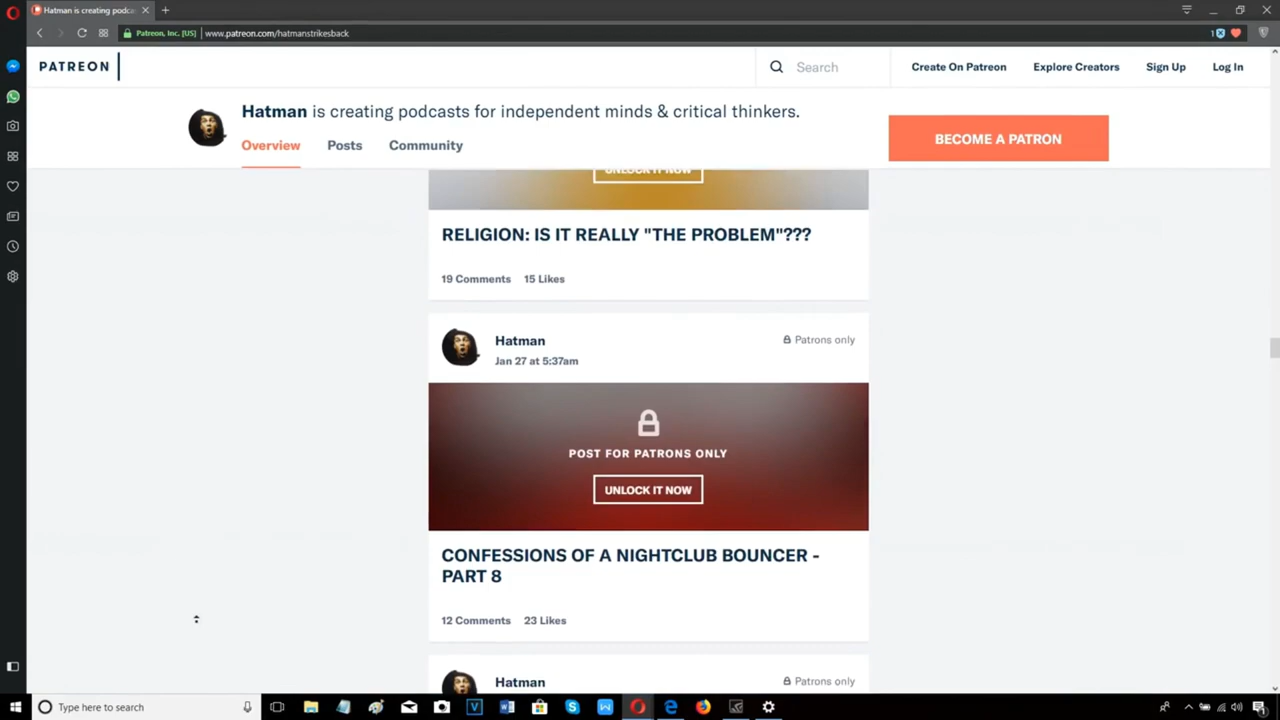 Hatman is creating podca
Patreon, Inc. [US] www.patreon.com/hatmanstrikesback
1
PATREON
Search
Create On Patreon
Explore Creators
Sign Up
Log In
Hatman is creating podcasts for independent minds & critical thinkers.
Overview
Posts
Community
BECOME A PATRON
UNLOCK IT NOW
RELIGION: IS IT REALLY "THE PROBLEM"???
19 Comments 15 Likes
Hatman
Patrons only
Jan 27 at 5:37am
POST FOR PATRONS ONLY
UNLOCK IT NOW
CONFESSIONS OF A NIGHTCLUB BOUNCER -
PART 8
12 Comments 23 Likes
Hatman
Patrons only
Type here to search